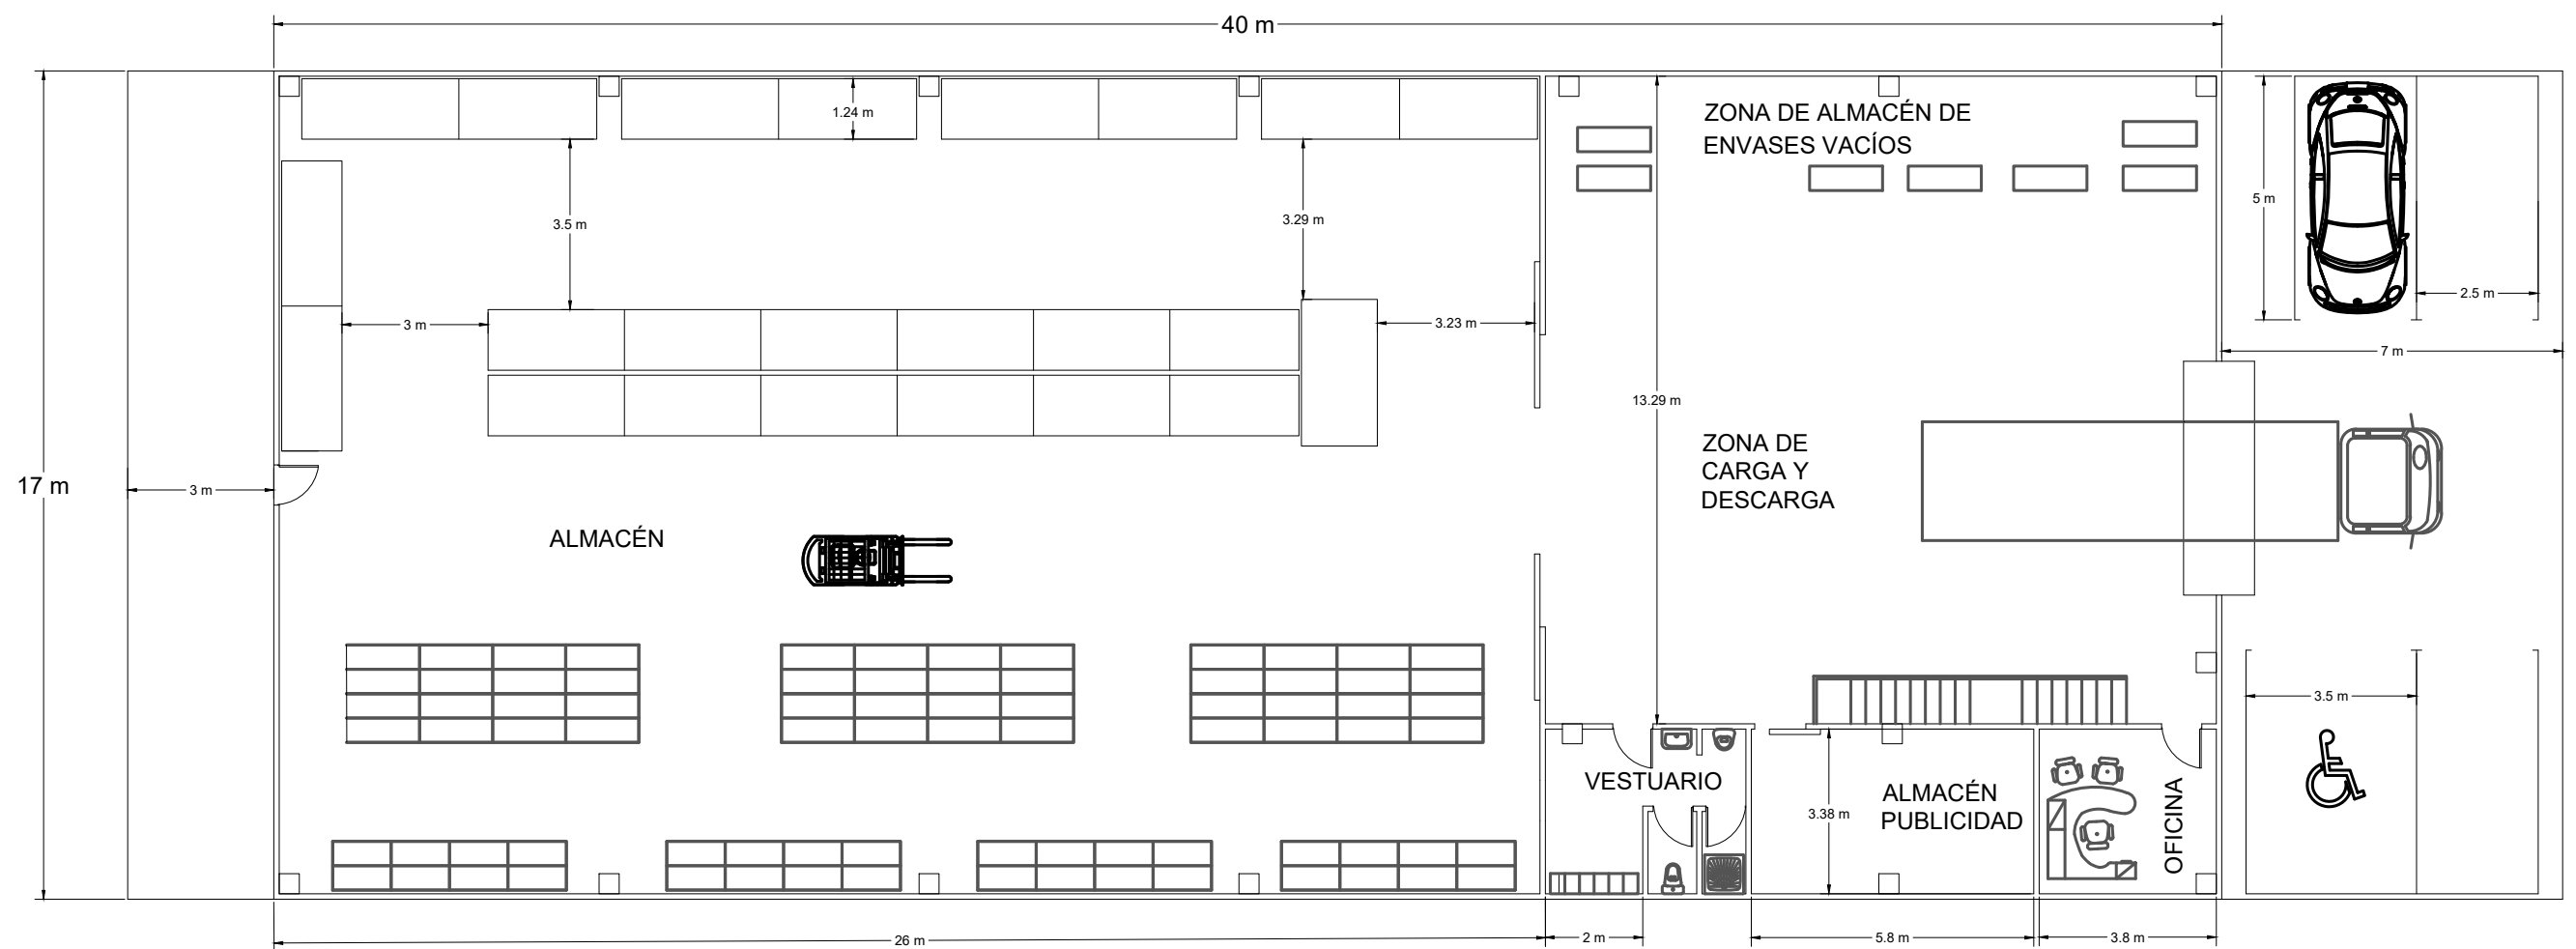 40 m
1.24 m
ZONA DE ALMACÉN DE
ENVASES VACÍOS
5 m
3.5 m
3.29 m
2.5 m
3 m
3.23 m
7 m
13.29 m
ZONA DE
CARGA Y
DESCARGA
17 m
3 m
ALMACÉN
3.5 m
VESTUARIO
ALMACÉN
PUBLICIDAD
3.38 m
OFICINA
26 m
2 m
5.8 m
3.8 m